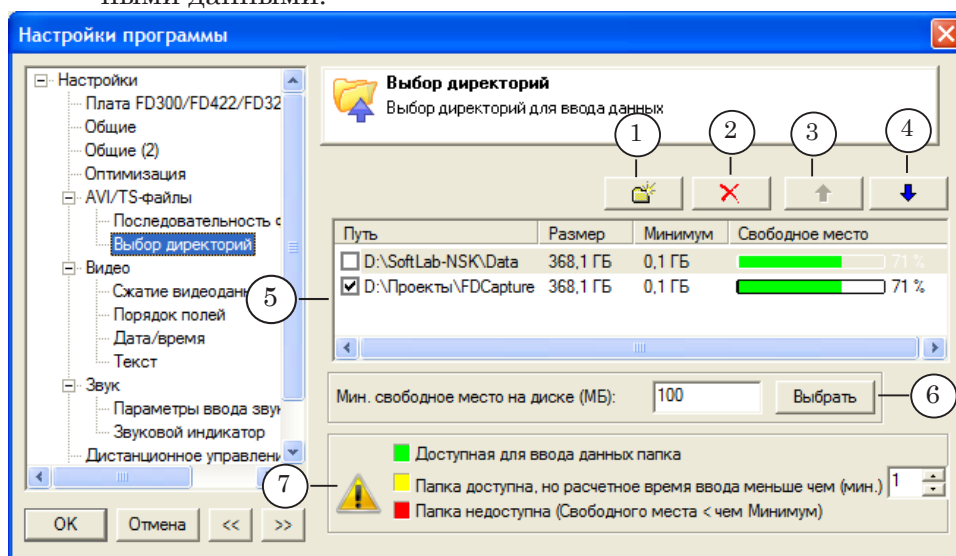 ными данными.
Настройки программы
Настройки
Плата FD300/FD422/FD32
Общие
Общие (2)
Оптимизация
AVI/TS-файлы
Последовательность
Выбор директорий
Видео
Сжатие видеодан
Порядок полей
Дата/время
Текст
Звук
Параметры ввода звук
Звуковой индикатор
Дистанционное управлени
ОК Отмена << >>
Выбор директорий
Выбор директорий для ввода данных
1 2 3 4
Путь Размер Минимум Свободное место
D:\SoftLab-NSK\Data 368,1 ГБ 0,1 ГБ 71 %
D:\Проекты\FDCapture 368,1 ГБ 0,1 ГБ 71 %
5
Мин. свободное место на диске (МБ): 100 Выбрать
6
7
Доступная для ввода данных папка
Папка доступна, но расчетное время ввода меньше чем (мин.) 1
Папка недоступна (Свободного места < чем Минимум)